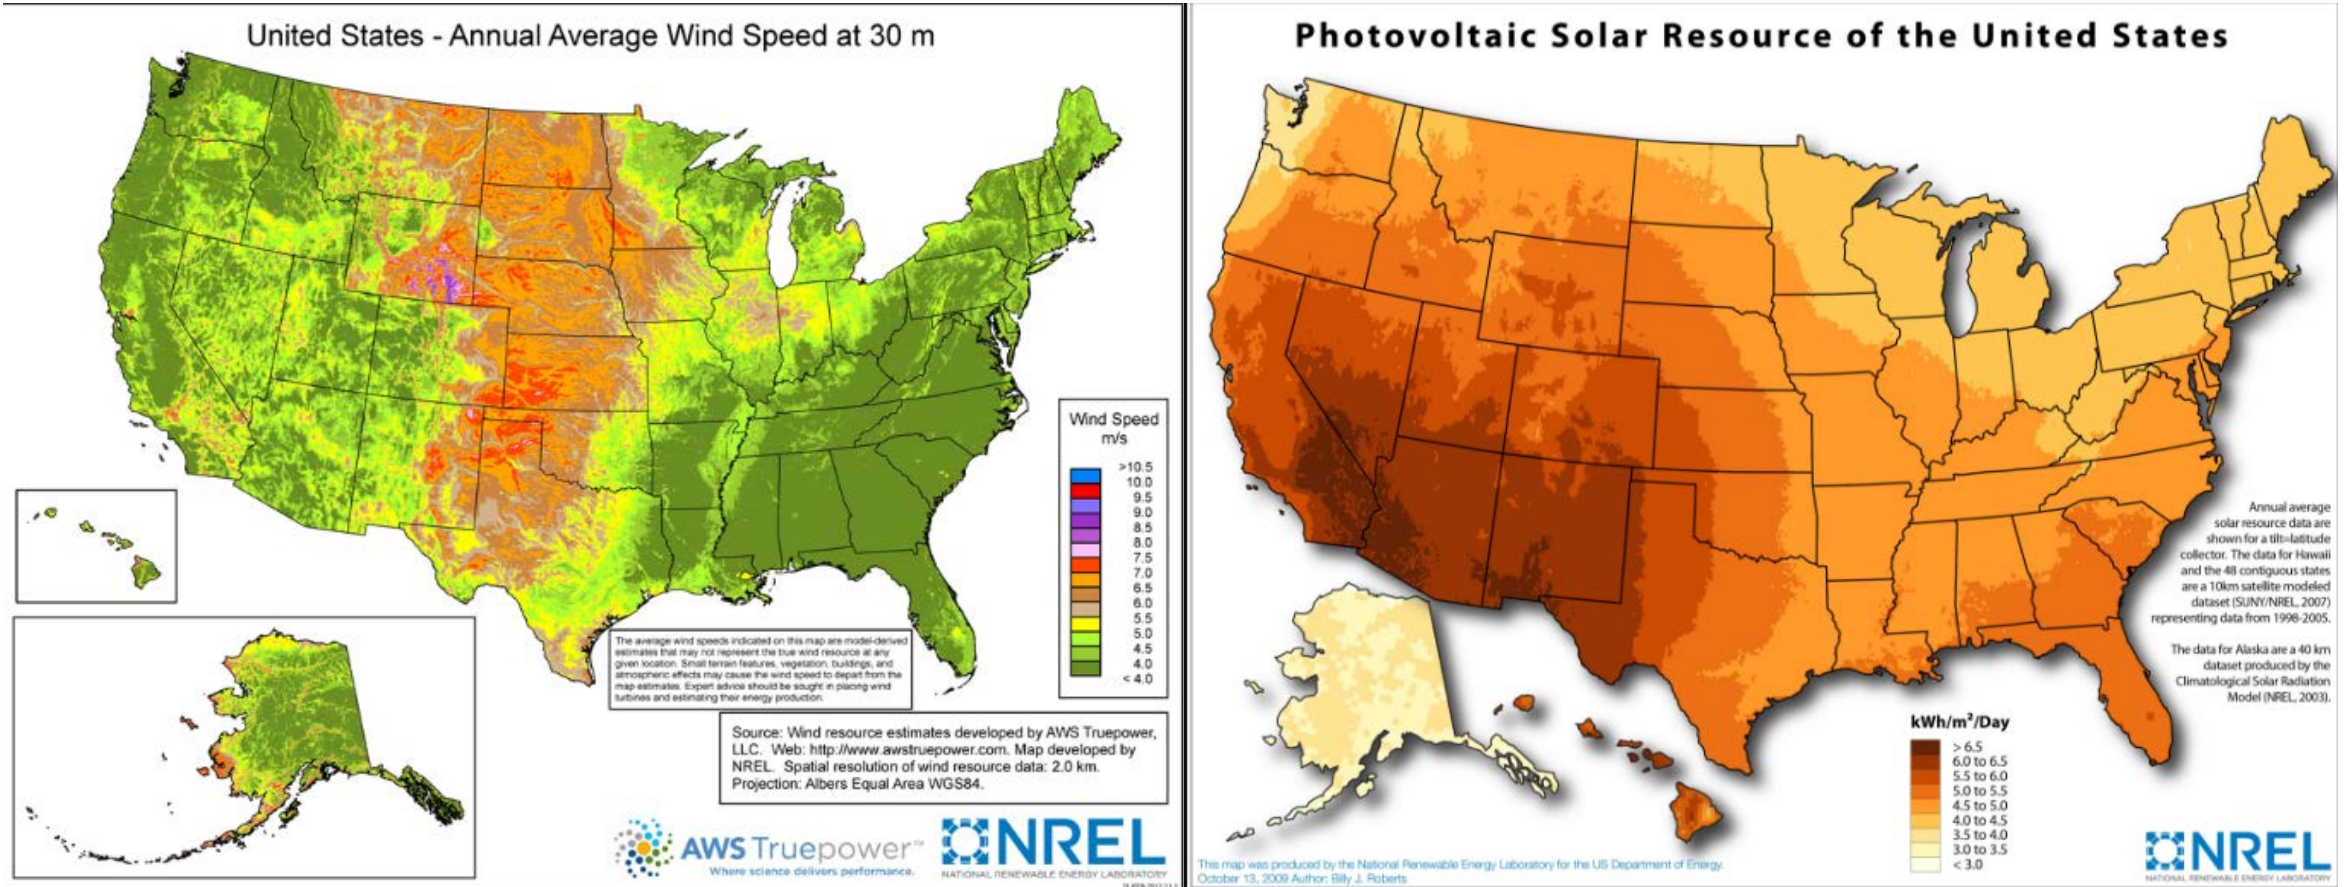 United States - Annual Average Wind Speed at 30 m
Wind Speed
m/s
>10.5
10.0
9.5
9.0
8.5
8.0
7.5
7.0
6.5
6.0
5.5
5.0
4.5
4.0
< 4.0
The average wind speeds indicated on this map are model-derived
estimates that may not represent the true wind resource at any
given location. Small terrain features, vegetation, buildings, and
atmospheric effects may cause the wind speed to depart from the
map estimates. Expert advice should be sought in placing wind
turbines and estimating their energy production.
Source: Wind resource estimates developed by AWS Truepower,
LLC. Web: http://www.awstruepower.com. Map developed by
NREL. Spatial resolution of wind resource data: 2.0 km.
Projection: Albers Equal Area WGS84.
AWS Truepower™
Where science delivers performance.
NREL
NATIONAL RENEWABLE ENERGY LABORATORY
Photovoltaic Solar Resource of the United States
Annual average
solar resource data are
shown for a tilt=latitude
collector. The data for Hawaii
and the 48 contiguous states
are a 10km satellite modeled
dataset (SUNY/NREL, 2007)
representing data from 1998-2005.
The data for Alaska are a 40 km
dataset produced by the
Climatological Solar Radiation
Model (NREL, 2003).
kWh/m²/Day
> 6.5
6.0 to 6.5
5.5 to 6.0
5.0 to 5.5
4.5 to 5.0
4.0 to 4.5
3.5 to 4.0
3.0 to 3.5
< 3.0
This map was produced by the National Renewable Energy Laboratory for the US Department of Energy.
October 13, 2009 Author: Billy J. Roberts
NREL
NATIONAL RENEWABLE ENERGY LABORATORY